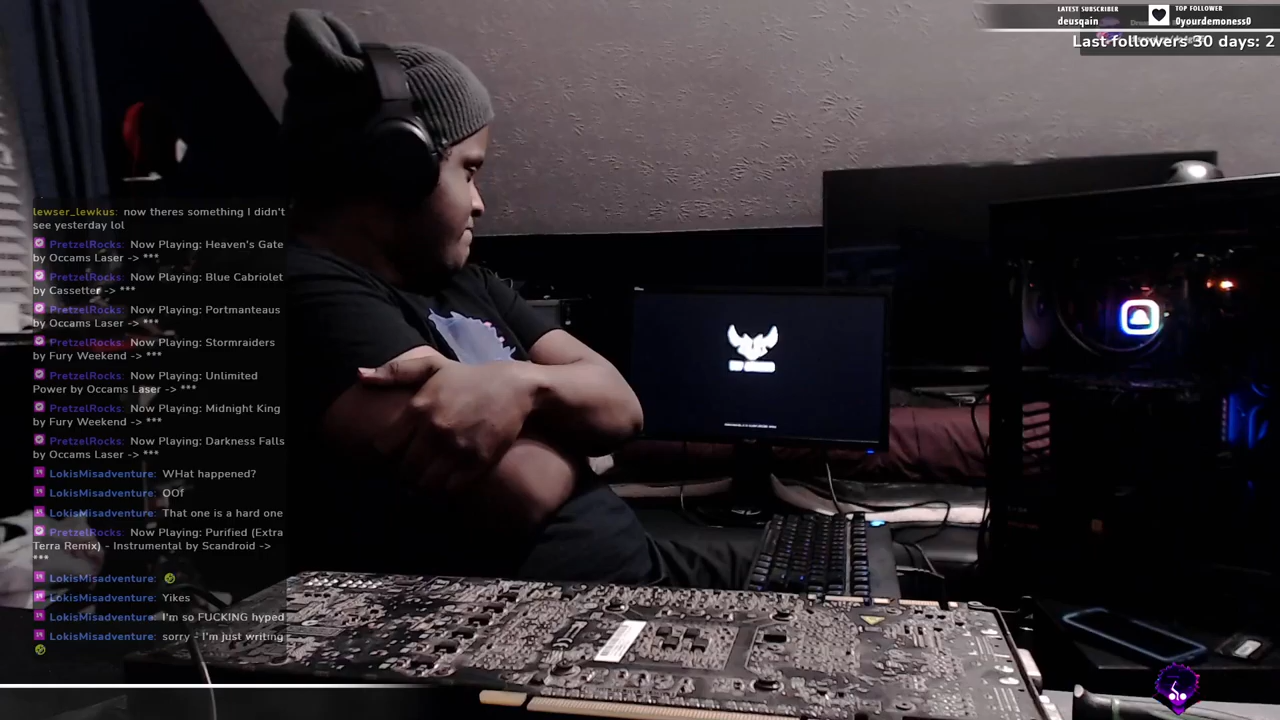 LATEST SUBSCRIBER
deusqain
TOP FOLLOWER
0yourdemoness0
Last followers 30 days: 2
lewser_lewkus: now theres something I didn't
see yesterday lol
PretzelRocks: Now Playing: Heaven's Gate
by Occams Laser -> ***
PretzelRocks: Now Playing: Blue Cabriolet
by Cassetter -> ***
PretzelRocks: Now Playing: Portmanteaus
by Occams Laser -> ***
PretzelRocks: Now Playing: Stormraiders
by Fury Weekend -> ***
PretzelRocks: Now Playing: Unlimited
Power by Occams Laser -> ***
PretzelRocks: Now Playing: Midnight King
by Fury Weekend -> ***
PretzelRocks: Now Playing: Darkness Falls
by Occams Laser -> ***
LokisMisadventure: WHat happened?
LokisMisadventure: OOf
LokisMisadventure: That one is a hard one
PretzelRocks: Now Playing: Purified (Extra
Terra Remix) - Instrumental by Scandroid ->
***
LokisMisadventure:
LokisMisadventure: Yikes
LokisMisadventure: I'm so FUCKING hyped
LokisMisadventure: sorry - I'm just writing